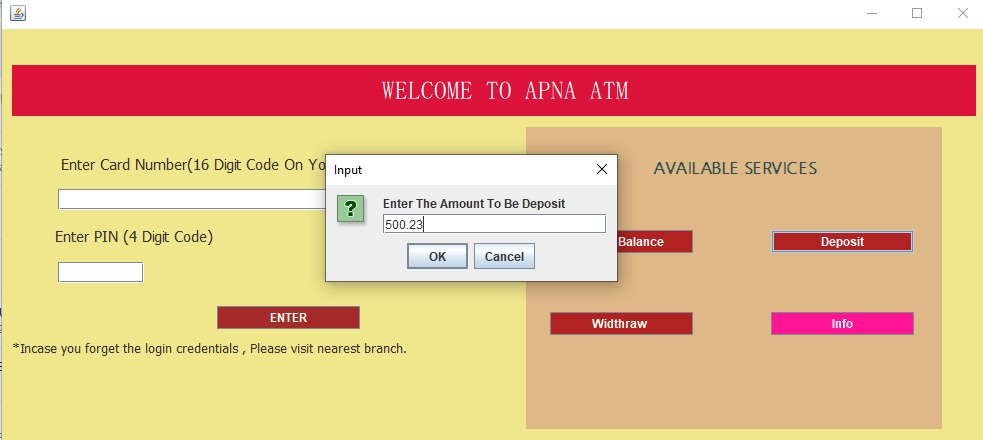 WELCOME TO APNA ATM
Enter Card Number(16 Digit Code On Yo
Enter PIN (4 Digit Code)
ENTER
*Incase you forget the login credentials , Please visit nearest branch.
Input
?
Enter The Amount To Be Deposit
500.23
OK
Cancel
AVAILABLE SERVICES
Balance
Deposit
Widthraw
Info